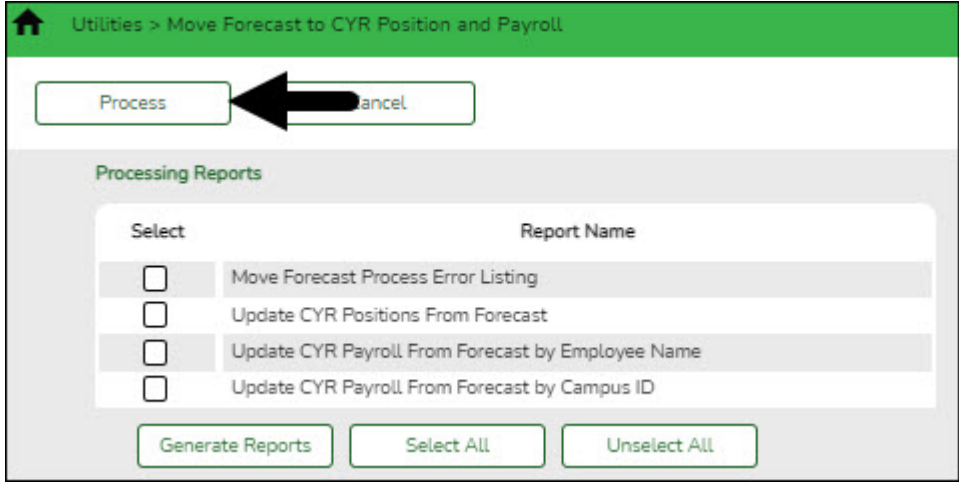 Utilities > Move Forecast to CYR Position and Payroll
Process
Processing Reports
Select Report Name
Move Forecast Process Error Listing
Update CYR Positions From Forecast
Update CYR Payroll From Forecast by Employee Name
Update CYR Payroll From Forecast by Campus ID
Generate Reports Select All Unselect All